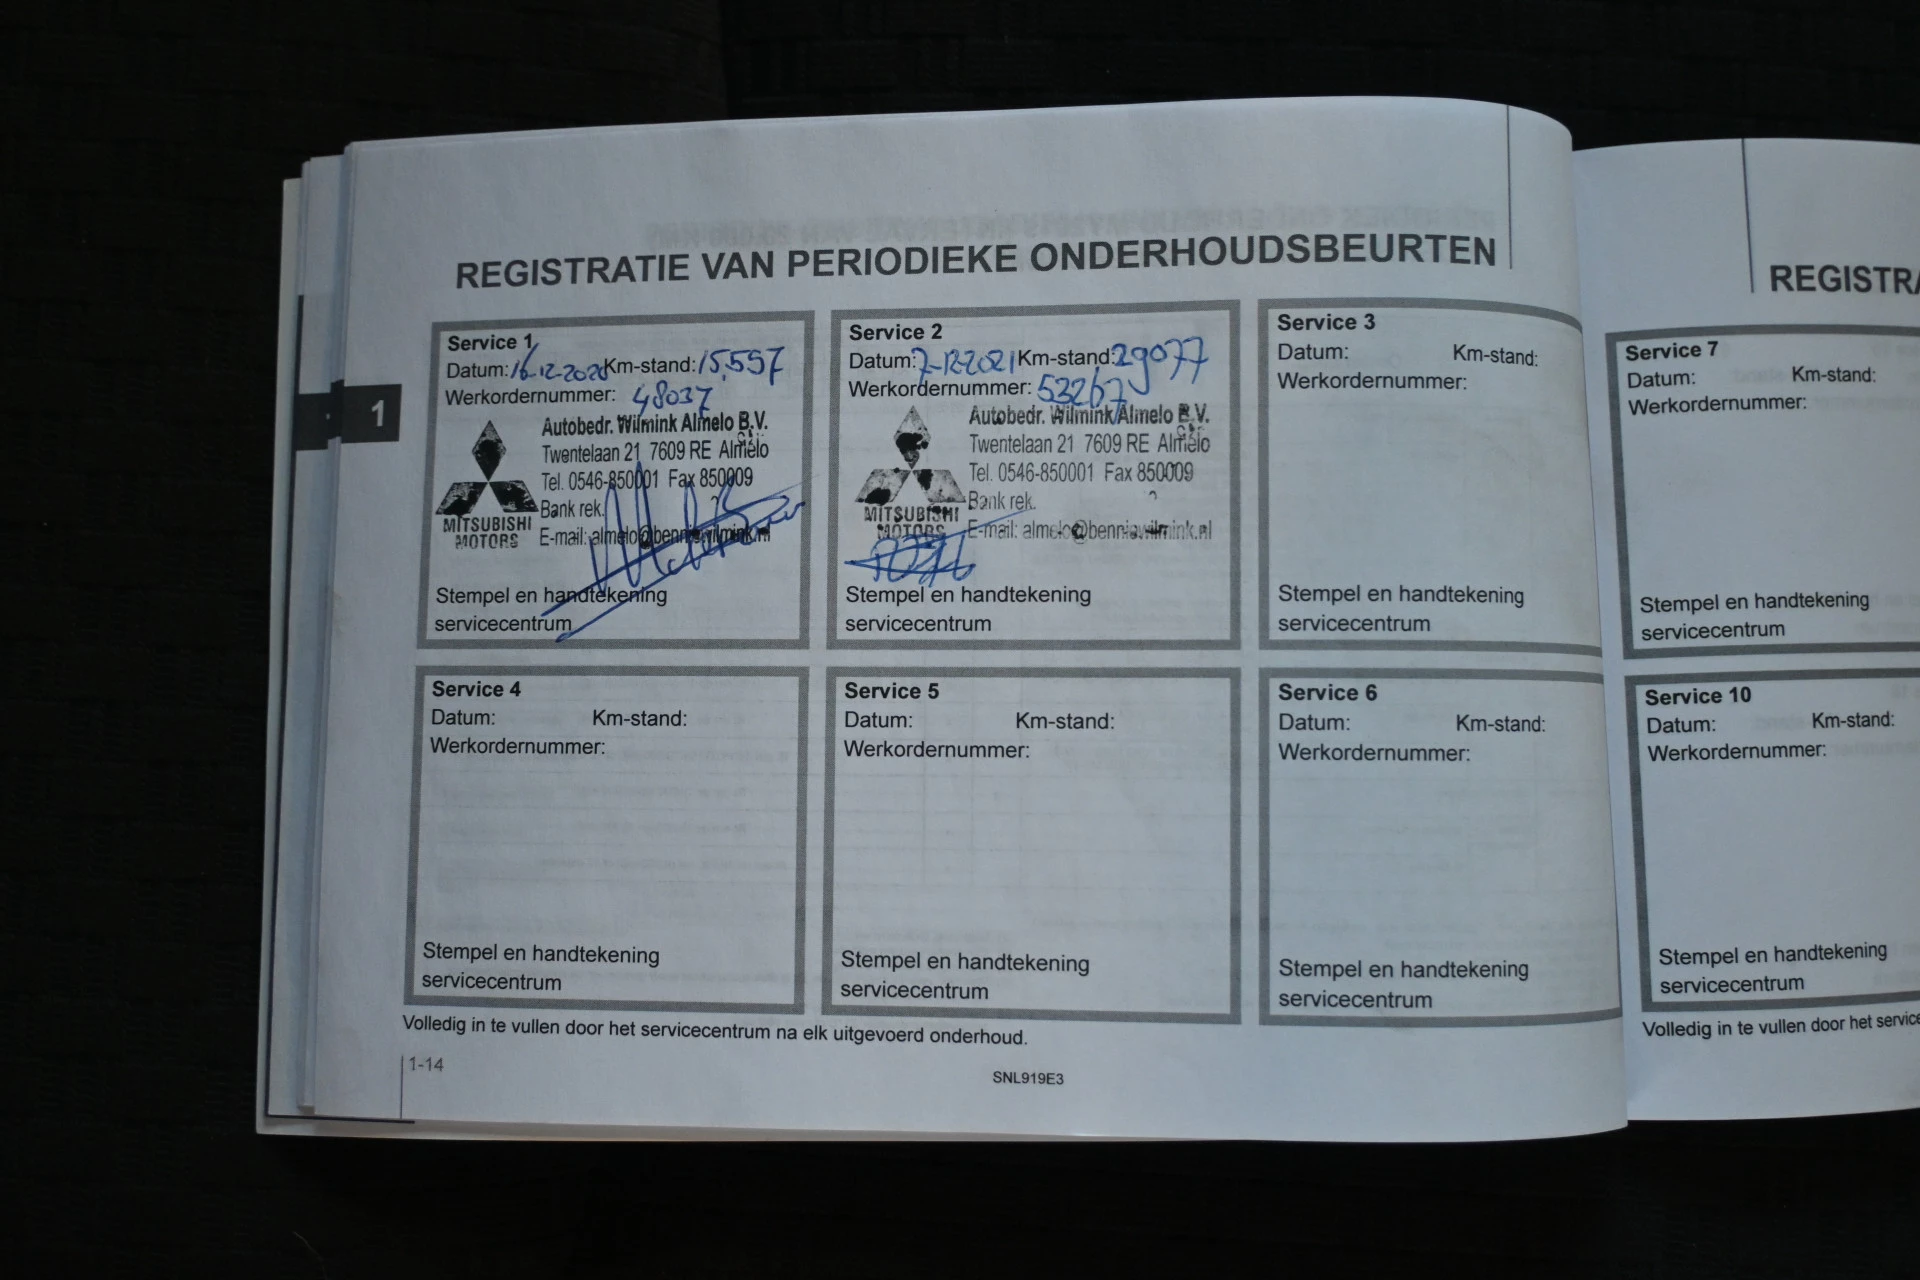 REGISTRATIE VAN PERIODIEKE ONDERHOUDSBEURTEN
Service 1
Datum: 16-12-2020 Km-stand: 15.557
Werkordernummer: 48037
Autobedr. Wilmink Almelo B.V.
Twentelaan 21 7609 RE Almelo
Tel. 0546-850001 Fax 850009
Bank rek.
E-mail: almelo@benniewilmink.nl
MITSUBISHI
MOTORS
Stempel en handtekening
servicecentrum
Service 2
Datum: 7-12-2021 Km-stand: 29077
Werkordernummer: 53267
Autobedr. Wilmink Almelo B.V.
Twentelaan 21 7609 RE Almelo
Tel. 0546-850001 Fax 850009
Bank rek.
E-mail: almelo@benniewilmink.nl
MITSUBISHI
MOTORS
Stempel en handtekening
servicecentrum
Service 3
Datum: Km-stand:
Werkordernummer:
Stempel en handtekening
servicecentrum
Service 4
Datum: Km-stand:
Werkordernummer:
Stempel en handtekening
servicecentrum
Service 5
Datum: Km-stand:
Werkordernummer:
Stempel en handtekening
servicecentrum
Service 6
Datum: Km-stand:
Werkordernummer:
Stempel en handtekening
servicecentrum
Volledig in te vullen door het servicecentrum na elk uitgevoerd onderhoud.
1-14
SNL919E3
1
REGISTRA
Service 7
Datum: Km-stand:
Werkordernummer:
Stempel en handtekening
servicecentrum
Service 10
Datum: Km-stand:
Werkordernummer:
Stempel en handtekening
servicecentrum
Volledig in te vullen door het service